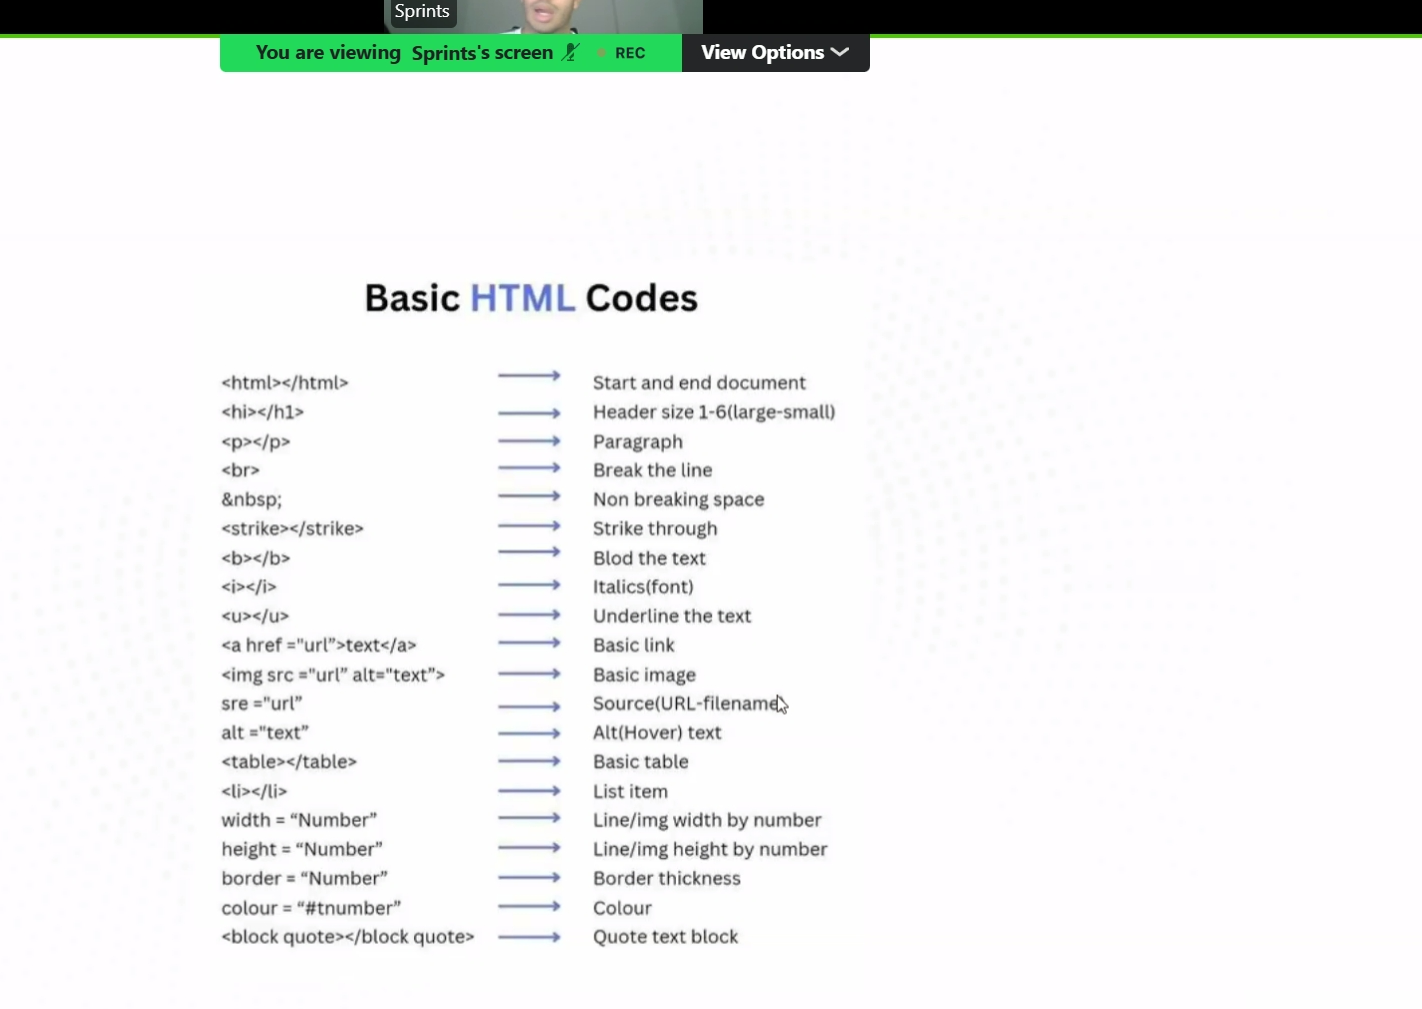 Sprints
You are viewing Sprints's screen REC View Options
Basic HTML Codes
<html></html> Start and end document
<hi></h1> Header size 1-6(large-small)
<p></p> Paragraph
<br> Break the line
&nbsp; Non breaking space
<strike></strike> Strike through
<b></b> Blod the text
<i></i> Italics(font)
<u></u> Underline the text
<a href ="url”>text</a> Basic link
<img src ="url” alt="text”> Basic image
sre ="url” Source(URL-filename)
alt ="text” Alt(Hover) text
<table></table> Basic table
<li></li> List item
width = “Number” Line/img width by number
height = “Number” Line/img height by number
border = “Number” Border thickness
colour = “#tnumber” Colour
<block quote></block quote> Quote text block